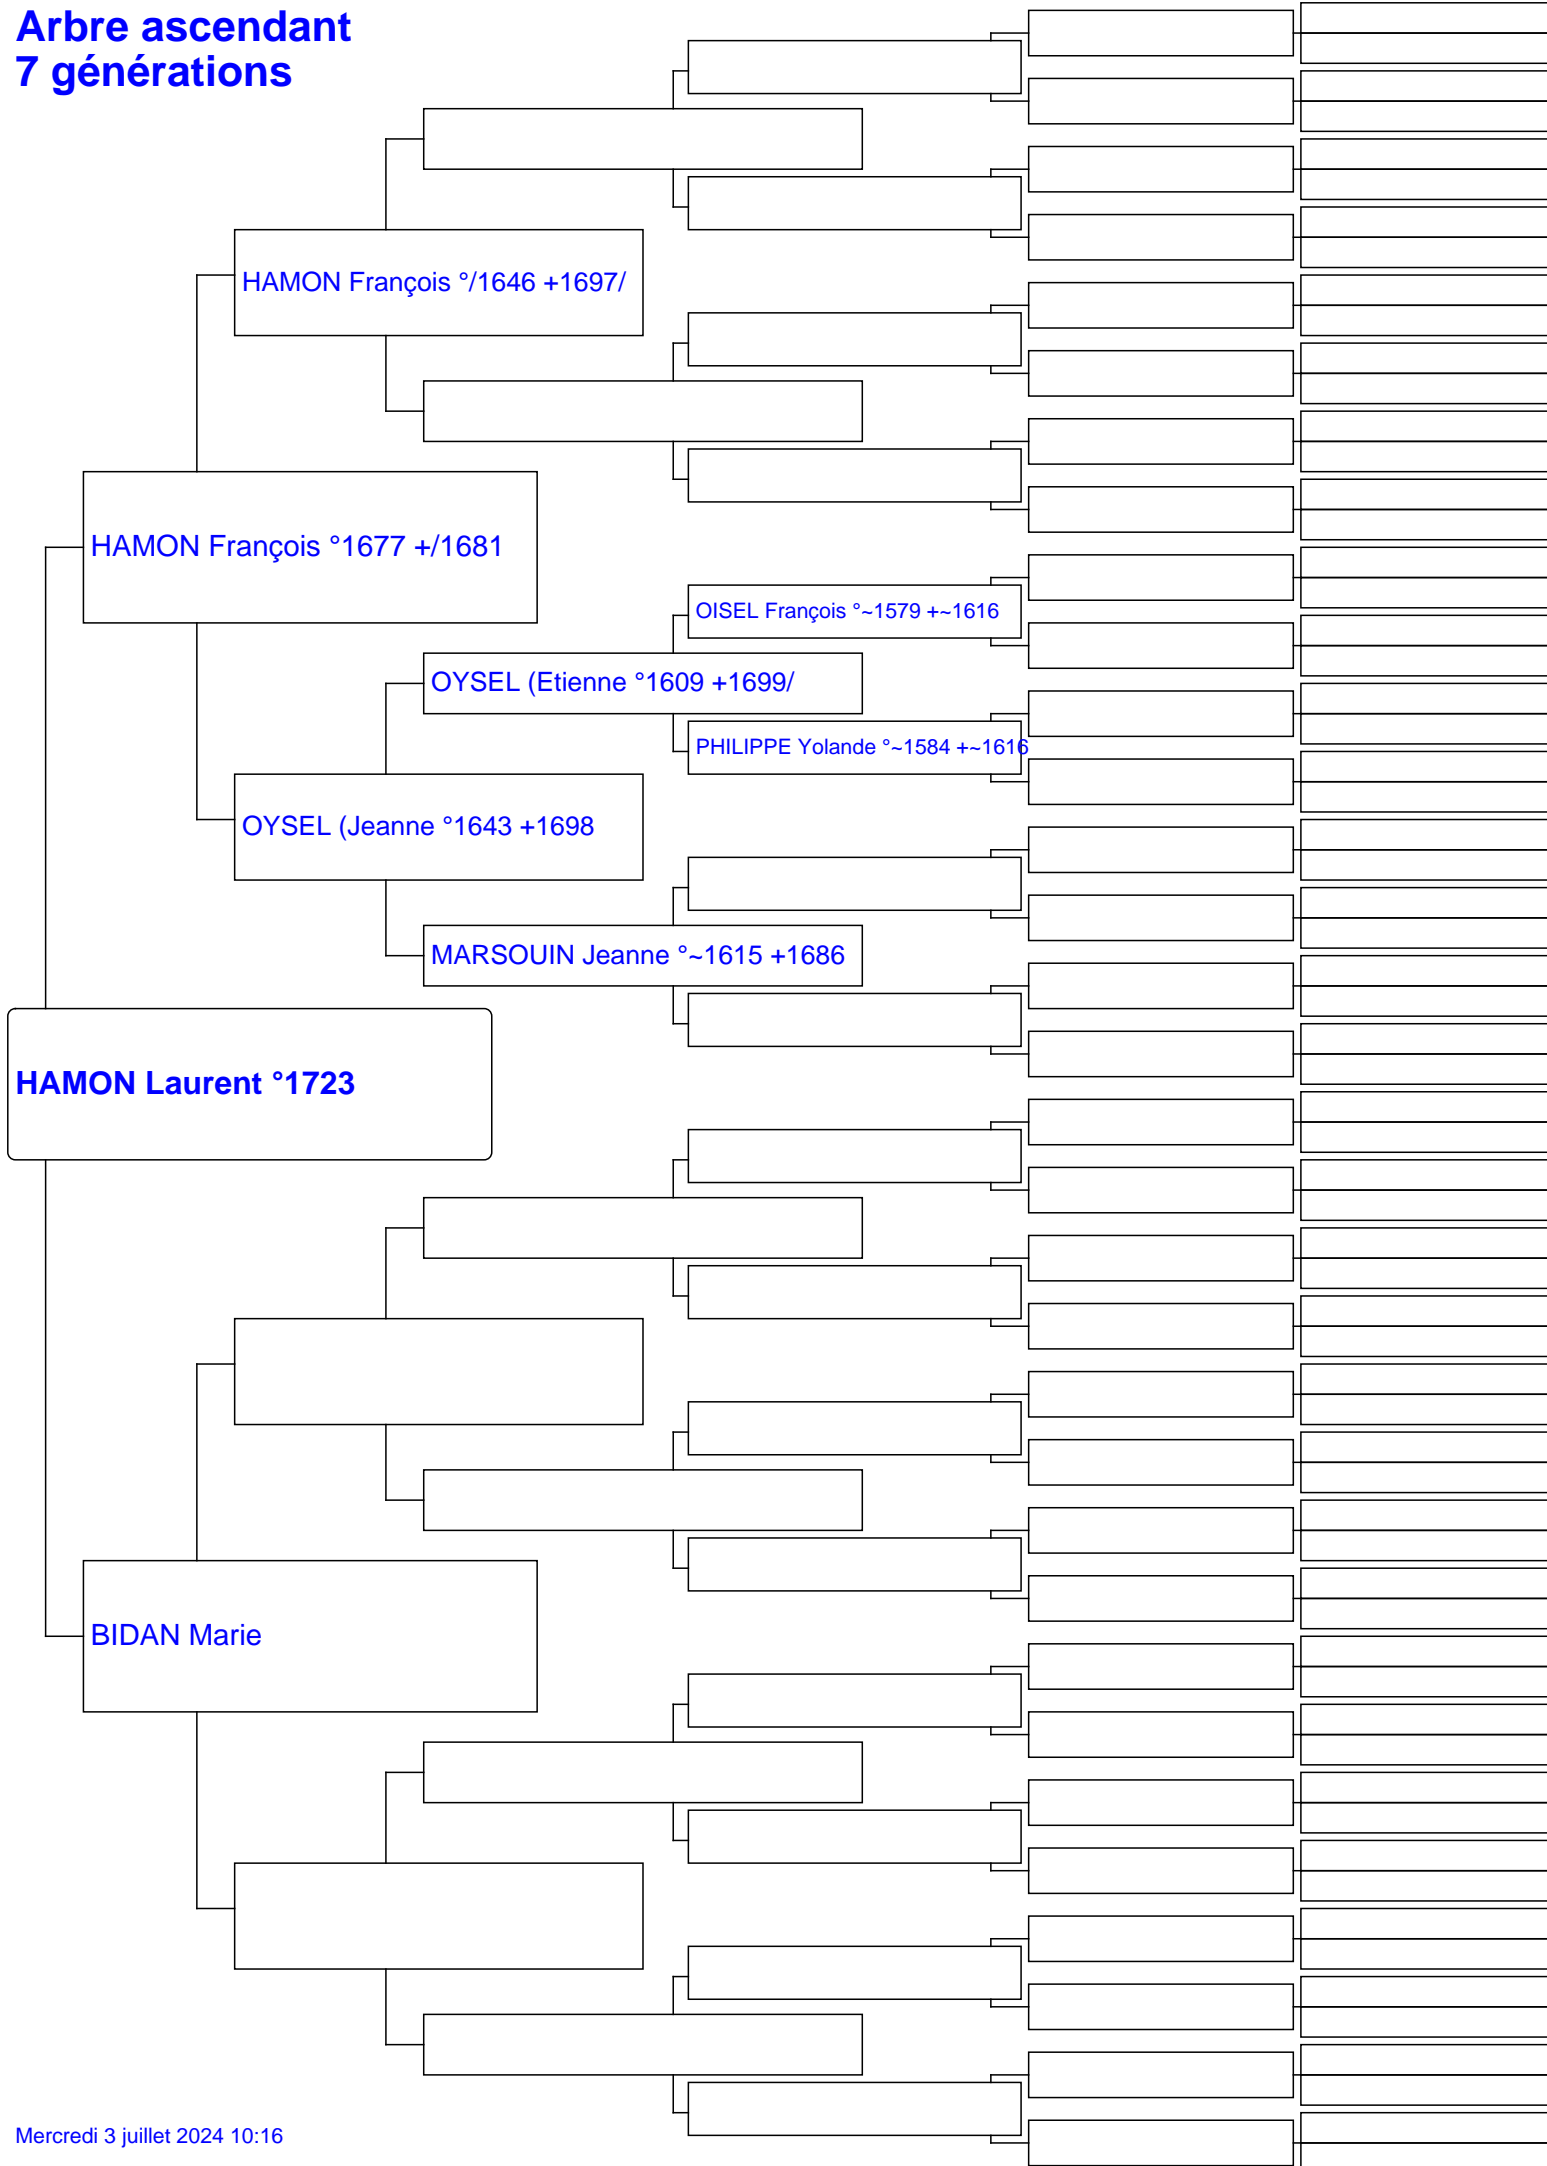 Arbre ascendant
7 générations
HAMON François °/1646 +1697/
HAMON François °1677 +/1681
OISEL François °~1579 +~1616
OYSEL (Etienne °1609 +1699/
PHILIPPE Yolande °~1584 +~1616
OYSEL (Jeanne °1643 +1698
MARSOUIN Jeanne °~1615 +1686
HAMON Laurent °1723
BIDAN Marie
Mercredi 3 juillet 2024 10:16